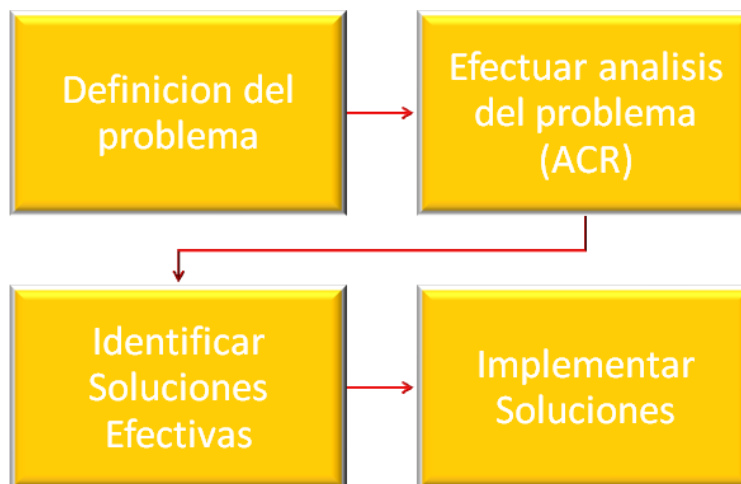 Definicion del
problema
Efectuar analisis
del problema
(ACR)
Identificar
Soluciones
Efectivas
Implementar
Soluciones